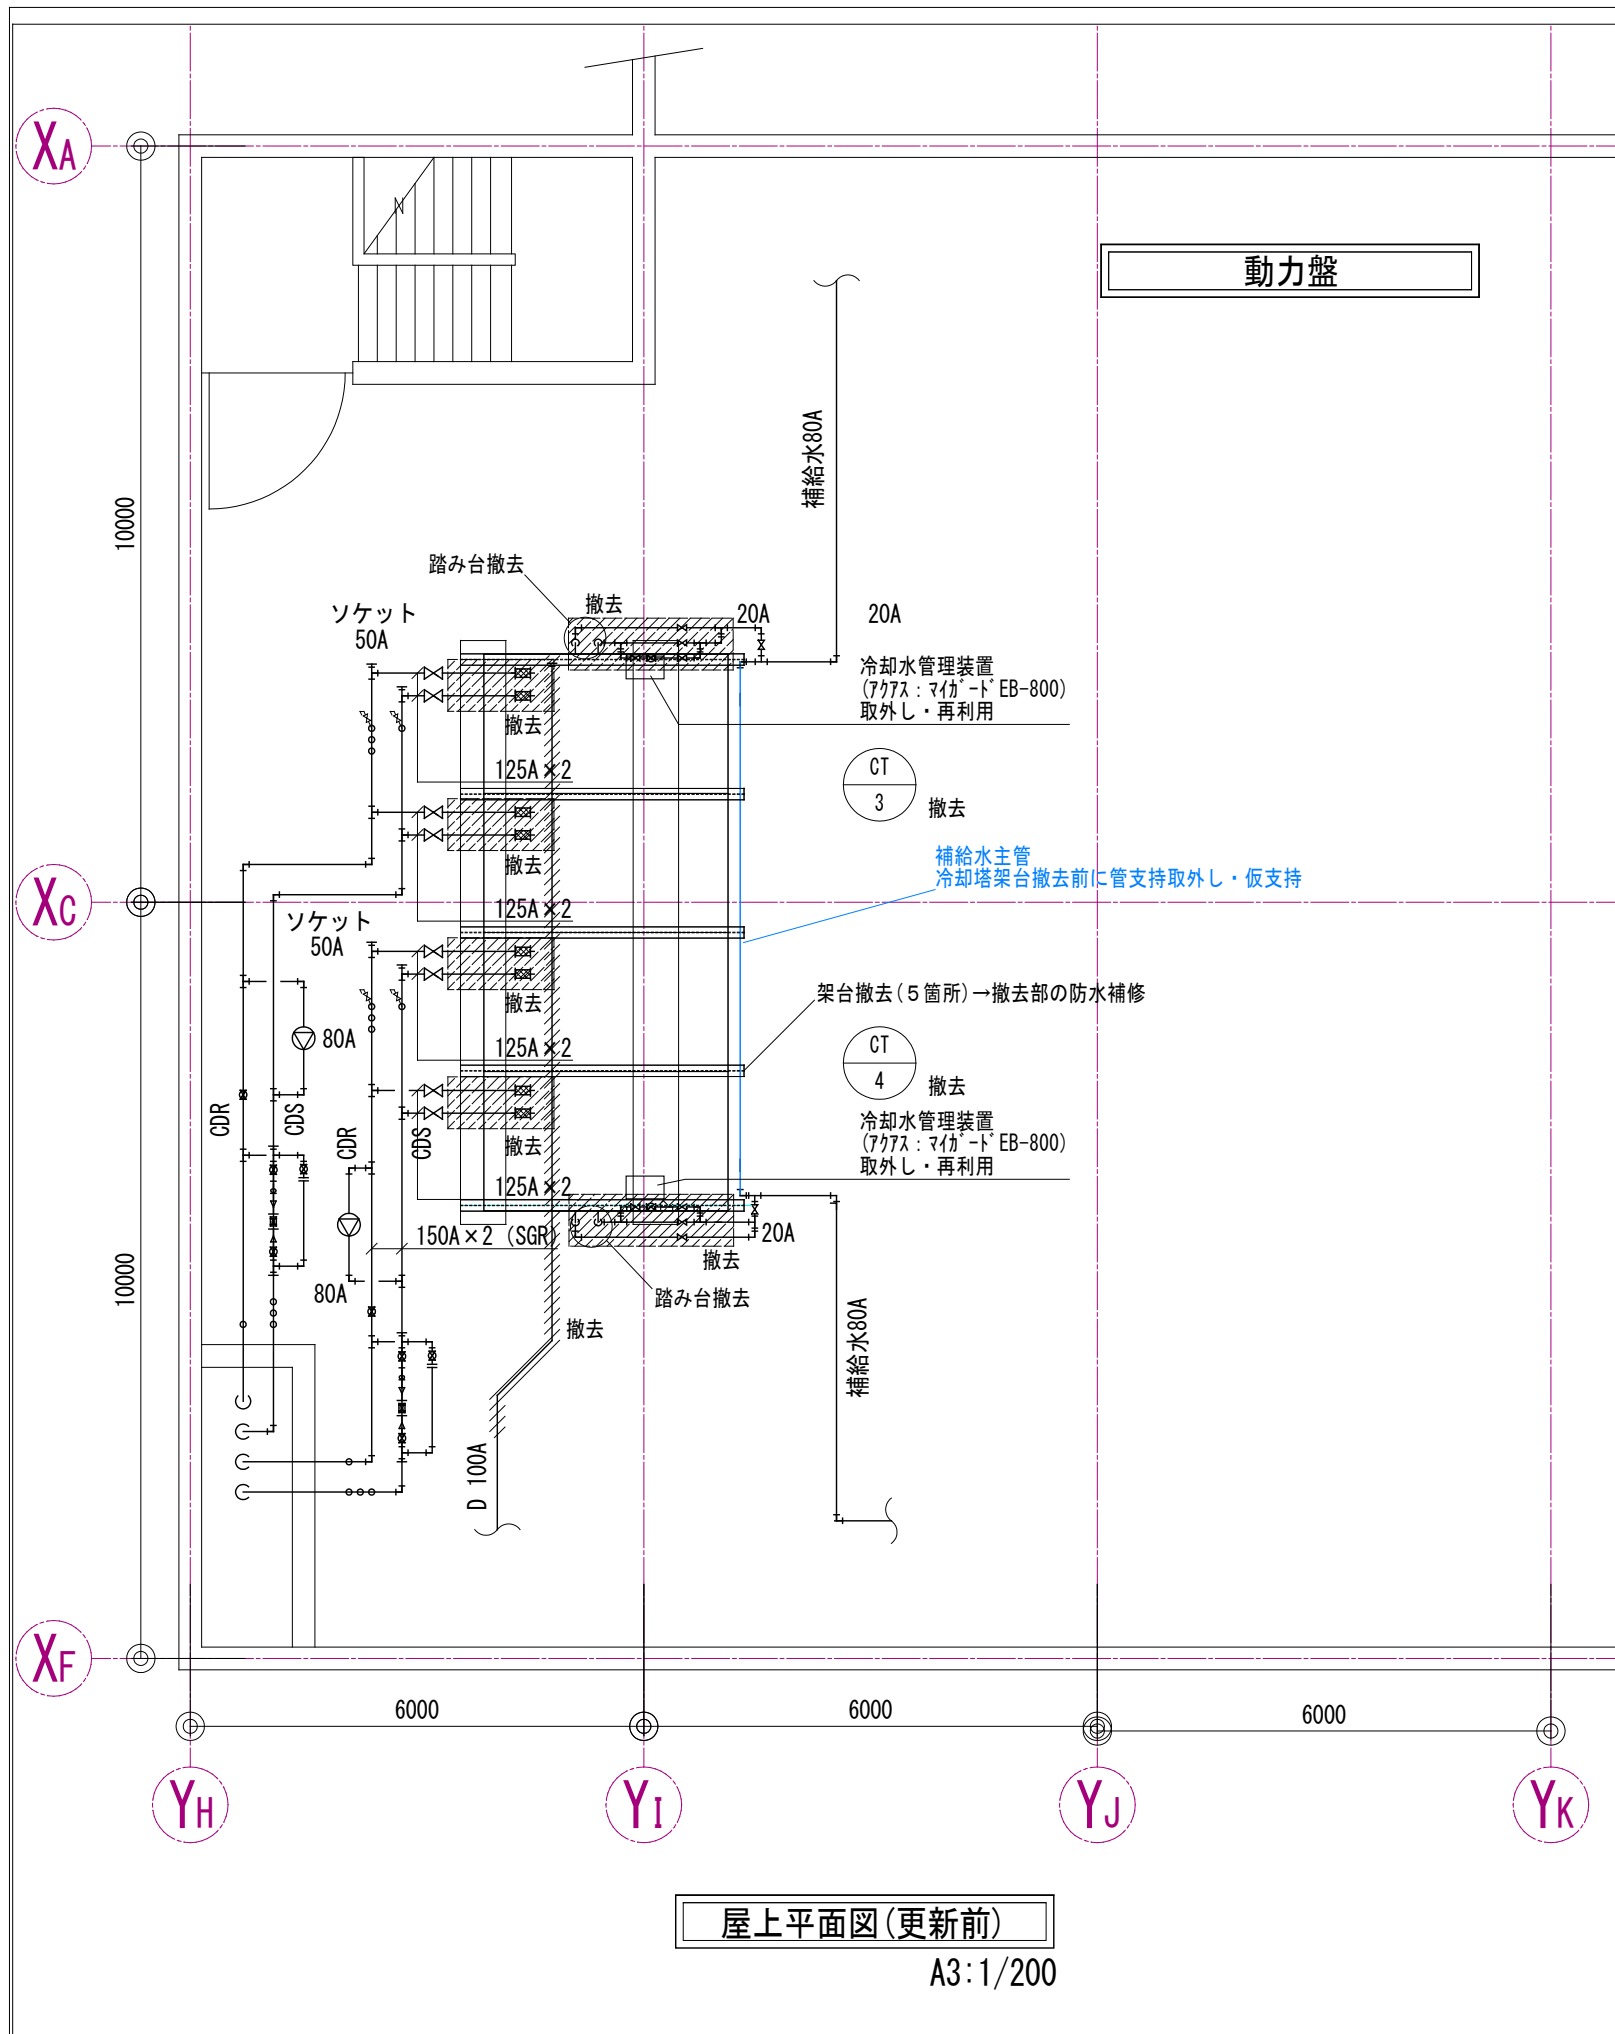 XA
動力盤
補給水80A
10000
踏み台撤去
撤去
20A
20A
ソケット
50A
冷却水管理装置
(アクアス:マイガード EB-800)
取外し・再利用
撤去
125A×2
CT
3
撤去
補給水主管
冷却塔架台撤去前に管支持取外し・仮支持
撤去
XC
125A×2
ソケット
50A
架台撤去(５箇所)→撤去部の防水補修
撤去
80A
125A×2
CT
4
撤去
CDR
CDS
CDR
CDS
冷却水管理装置
(アクアス:マイガード EB-800)
取外し・再利用
撤去
125A×2
150A×2 (SGR)
20A
撤去
10000
80A
踏み台撤去
撤去
補給水80A
D 100A
XF
6000
6000
6000
YH
YI
YJ
YK
屋上平面図(更新前)
A3:1/200